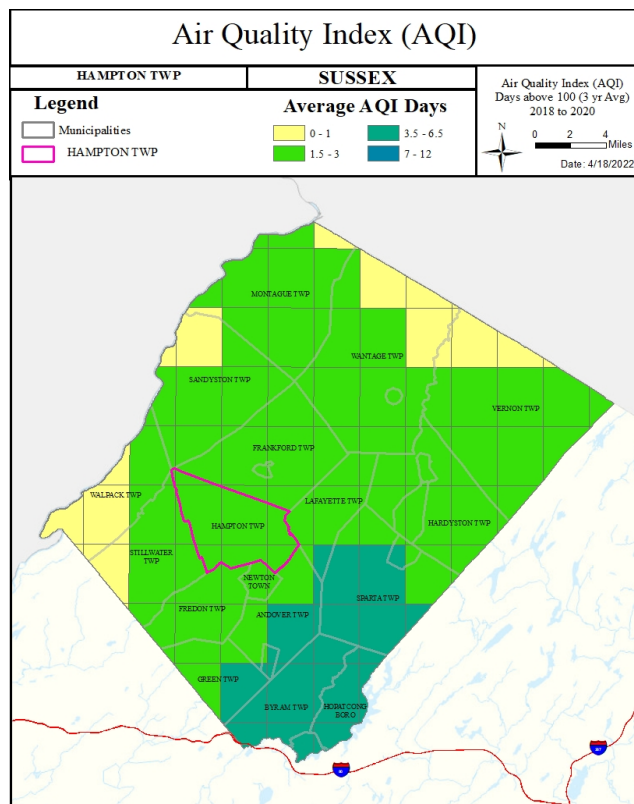 Air Quality Index (AQI)
HAMPTON TWP
SUSSEX
Legend
Municipalities
HAMPTON TWP
Average AQI Days
0 - 1
3.5 - 6.5
1.5 - 3
7 - 12
Air Quality Index (AQI)
Days above 100 (3 yr Avg)
2018 to 2020
N
0 2 4
Miles
Date: 4/18/2022
MONTAGUE TWP
WANTAGE TWP
SANDYSTON TWP
VERNON TWP
FRANKFORD TWP
WALPACK TWP
LAFAYETTE TWP
HAMPTON TWP
HARDYSTON TWP
STILLWATER
TWP
NEWTON
TOWN
SPARTA TWP
FREDON TWP
ANDOVER TWP
GREEN TWP
BYRAM TWP
HOPATCONG
BORO
80
287